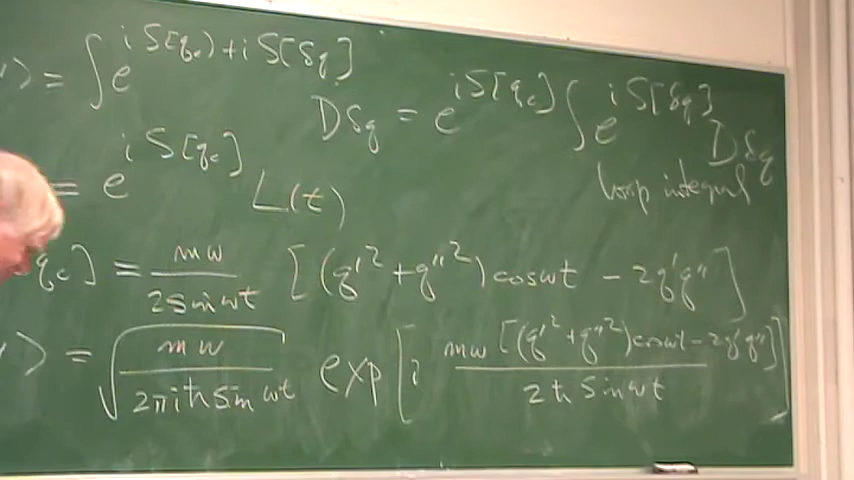 '⟩ = ∫ e^{iS[q_c] + iS[δq]} Dδq = e^{iS[q_c]} ∫ e^{iS[δq]} Dδq
loop integral
= e^{iS[q_c]} L(t)
q_c] = mω / 2 sin ωt [(q'² + q''²) cos ωt − 2q'q'']
'⟩ = √(mω / 2πiħ sin ωt) exp[i mω[(q'² + q''²) cos ωt − 2q'q''] / 2ħ sin ωt]